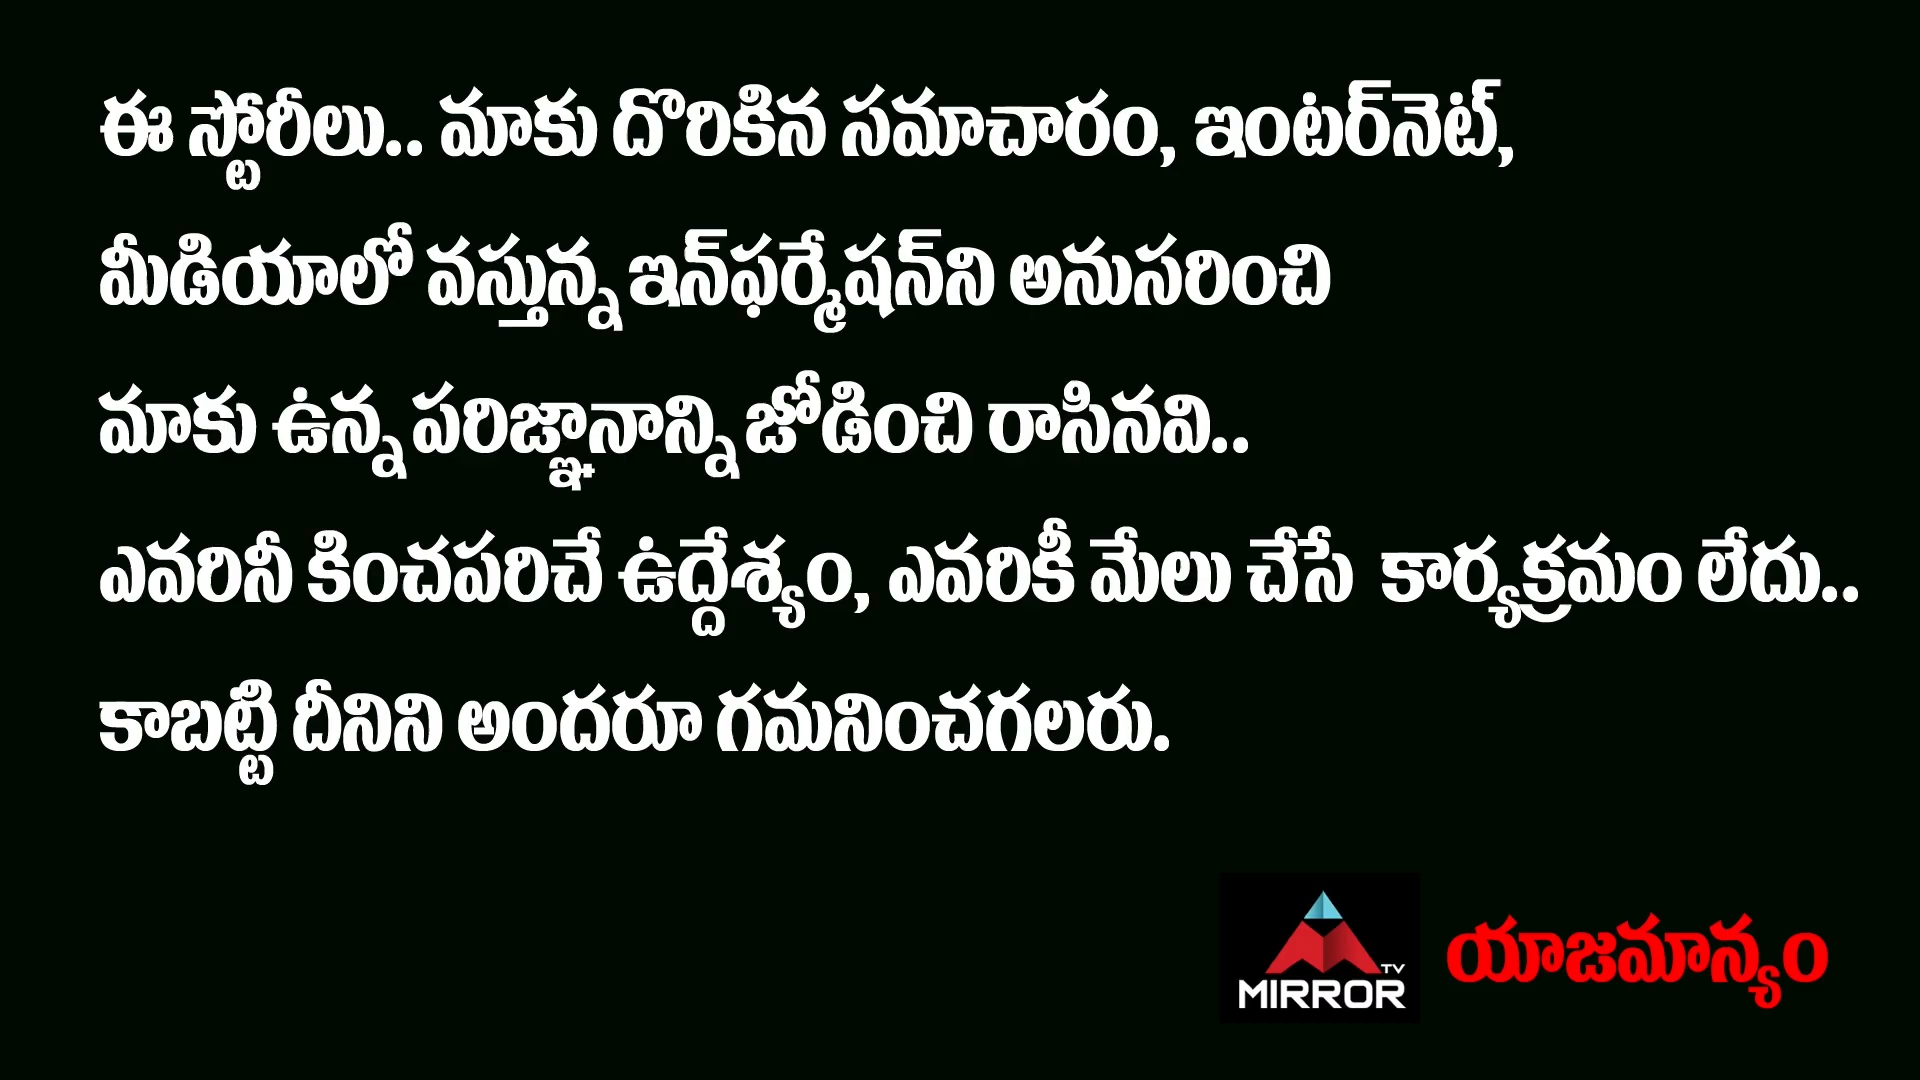 ఈ స్టోరీలు.. మాకు దొరికిన సమాచారం, ఇంటర్‌నెట్,
మీడియాలో వస్తున్న ఇన్‌ఫర్మేషన్‌ని అనుసరించి
మాకు ఉన్న పరిజ్ఞానాన్ని జోడించి రాసినవి..
ఎవరినీ కించపరిచే ఉద్దేశ్యం, ఎవరికీ మేలు చేసే కార్యక్రమం లేదు..
కాబట్టి దీనిని అందరూ గమనించగలరు.
MIRROR TV యాజమాన్యం